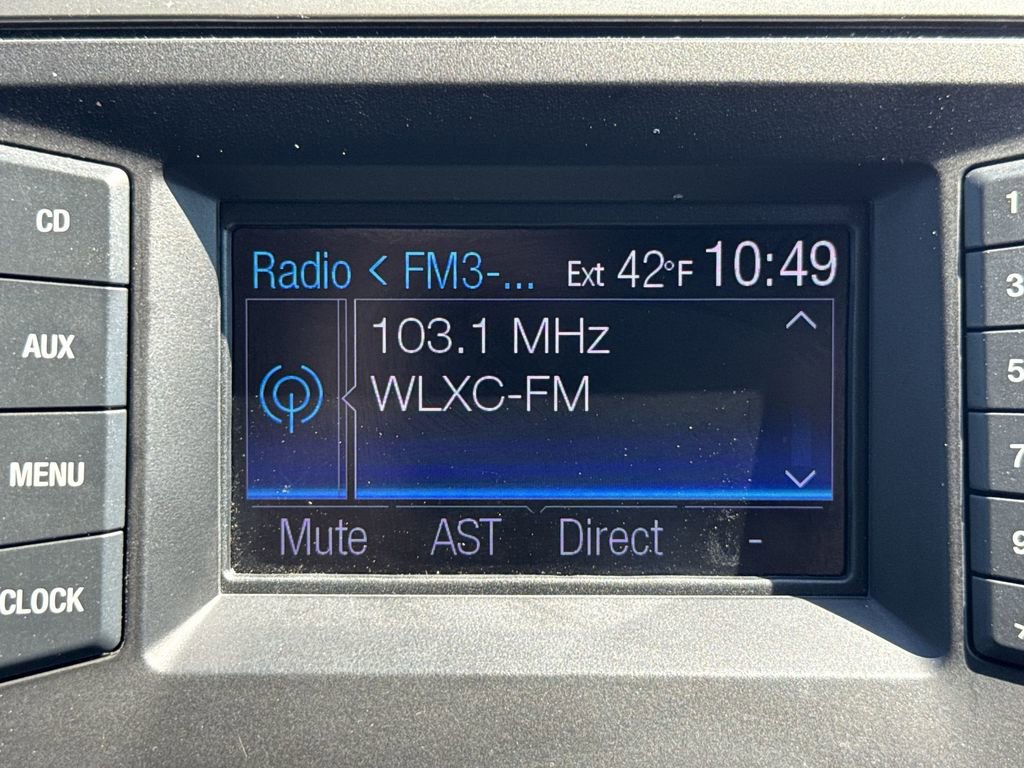 Radio < FM3-... Ext 42°F 10:49
103.1 MHz
WLXC-FM
Mute AST Direct -
CD
AUX
MENU
CLOCK
1
3
5
7
9